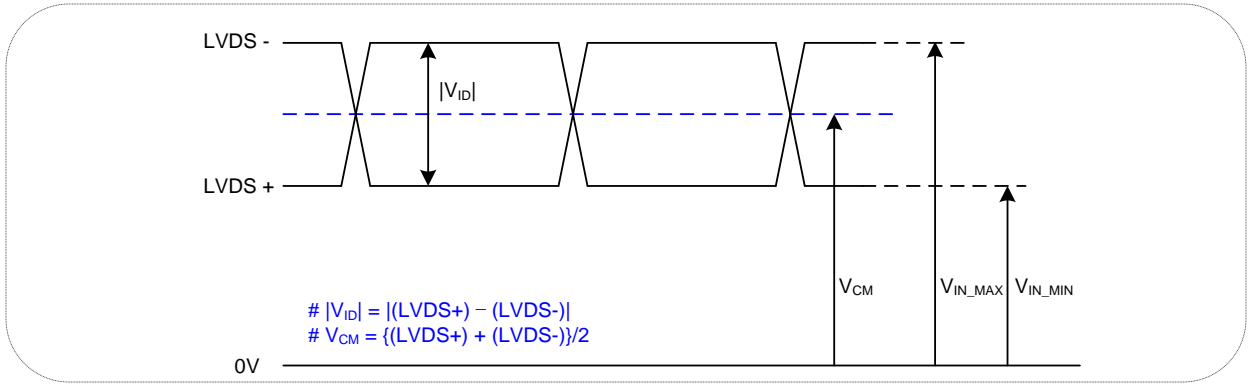 LVDS -
|VID|
LVDS +
VCM
VIN_MAX
VIN_MIN
# |VID| = |(LVDS+) – (LVDS-)|
# VCM = {(LVDS+) + (LVDS-)}/2
0V